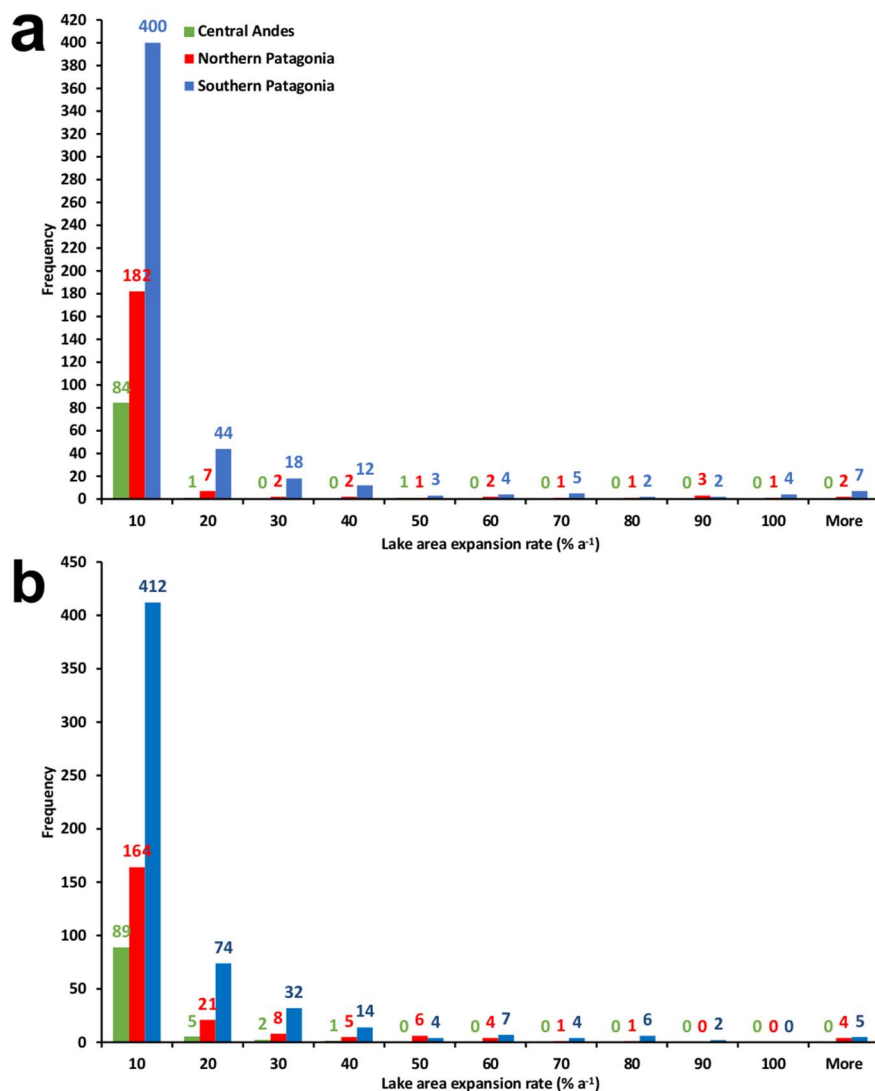 a
420
400
380
360
340
320
300
280
260
240
220
200
180
160
140
120
100
80
60
40
20
0
Frequency
Central Andes
Northern Patagonia
Southern Patagonia
84 182 400
1 7 44
0 2 18
0 2 12
1 1 3
0 2 4
0 1 5
0 1 2
0 3 2
0 1 4
0 2 7
10 20 30 40 50 60 70 80 90 100 More
Lake area expansion rate (% a⁻¹)
b
450
400
350
300
250
200
150
100
50
0
Frequency
89 164 412
5 21 74
2 8 32
1 5 14
0 6 4
0 4 7
0 1 4
0 1 6
0 0 2
0 0 0
0 4 5
10 20 30 40 50 60 70 80 90 100 More
Lake area expansion rate (% a⁻¹)